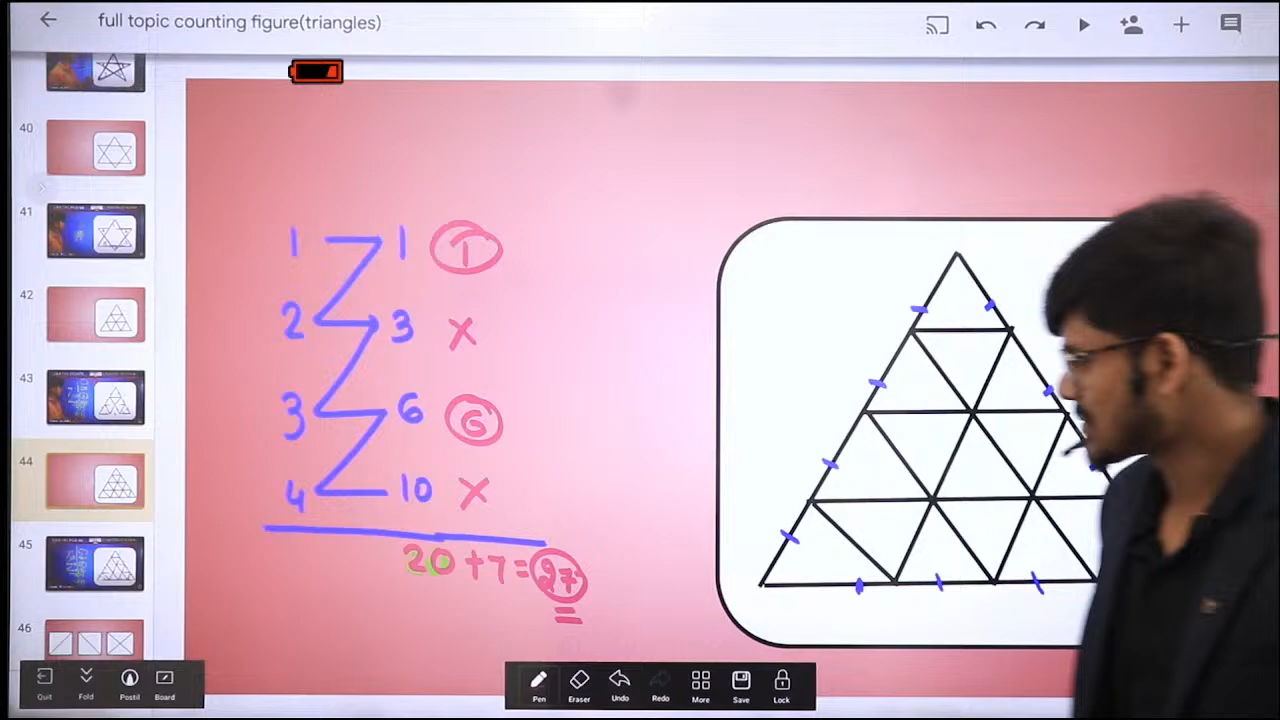 full topic counting figure(triangles)
40
41
42
43
44
45
46
1 1 1
2 3 ×
3 6 6
4 10 ×
20 + 7 = 27
Quit Fold Postil Board
Pen Eraser Undo Redo More Save Lock